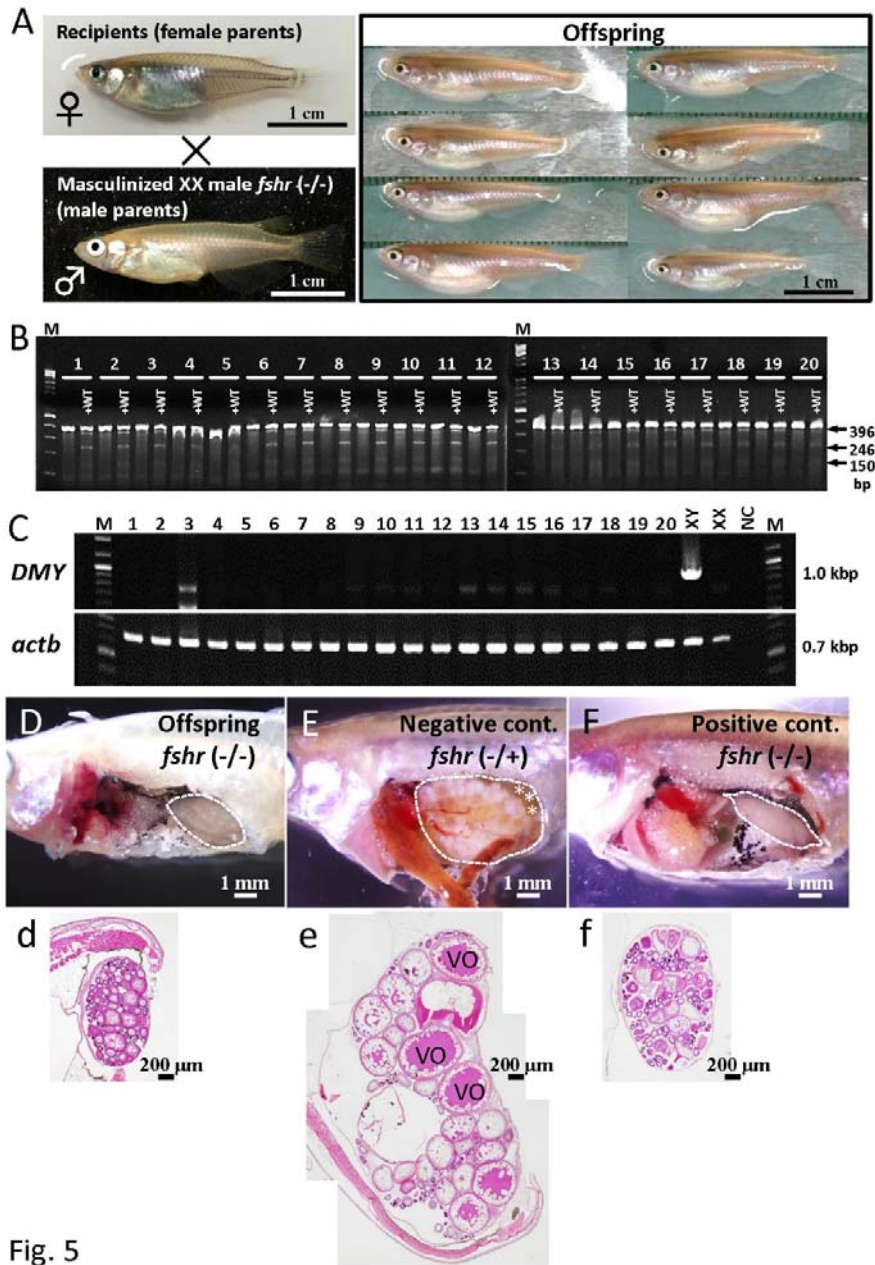 A
Recipients (female parents)
♀
1 cm
×
Masculinized XX male fshr (-/-)
(male parents)
♂
1 cm
Offspring
1 cm
B
M
1 2 3 4 5 6 7 8 9 10 11 12
+WT +WT +WT +WT +WT +WT +WT +WT +WT +WT +WT +WT
M
13 14 15 16 17 18 19 20
+WT +WT +WT +WT +WT +WT +WT +WT
396
246
150
bp
C
M 1 2 3 4 5 6 7 8 9 10 11 12 13 14 15 16 17 18 19 20 XY XX NC M
DMY
1.0 kbp
actb
0.7 kbp
D
Offspring
fshr (-/-)
1 mm
E
Negative cont.
fshr (-/+)
***
1 mm
F
Positive cont.
fshr (-/-)
1 mm
d
200 μm
e
VO
VO
VO
200 μm
f
200 μm
Fig. 5